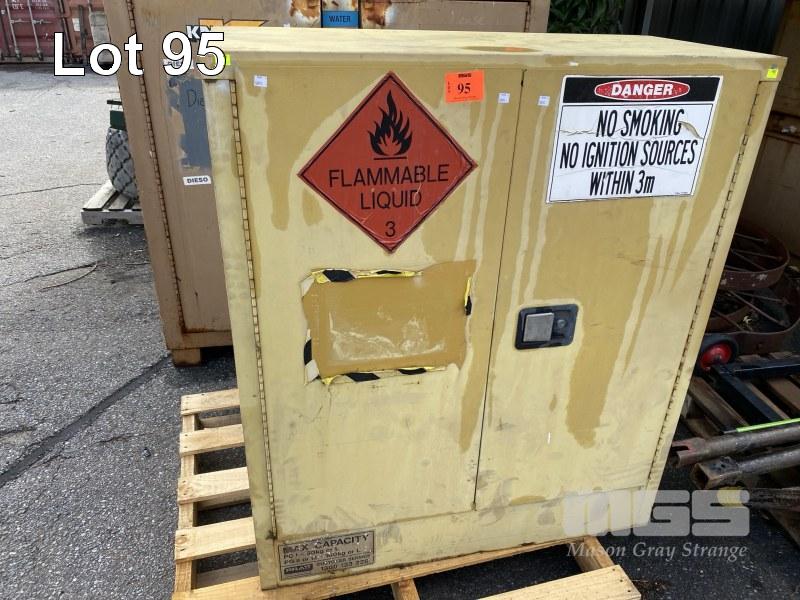 Lot 95
WATER
DIESO
MGS
95
FLAMMABLE
LIQUID
3
DANGER
NO SMOKING
NO IGNITION SOURCES
WITHIN 3m
MAX CAPACITY
MGS
Mason Gray Strange